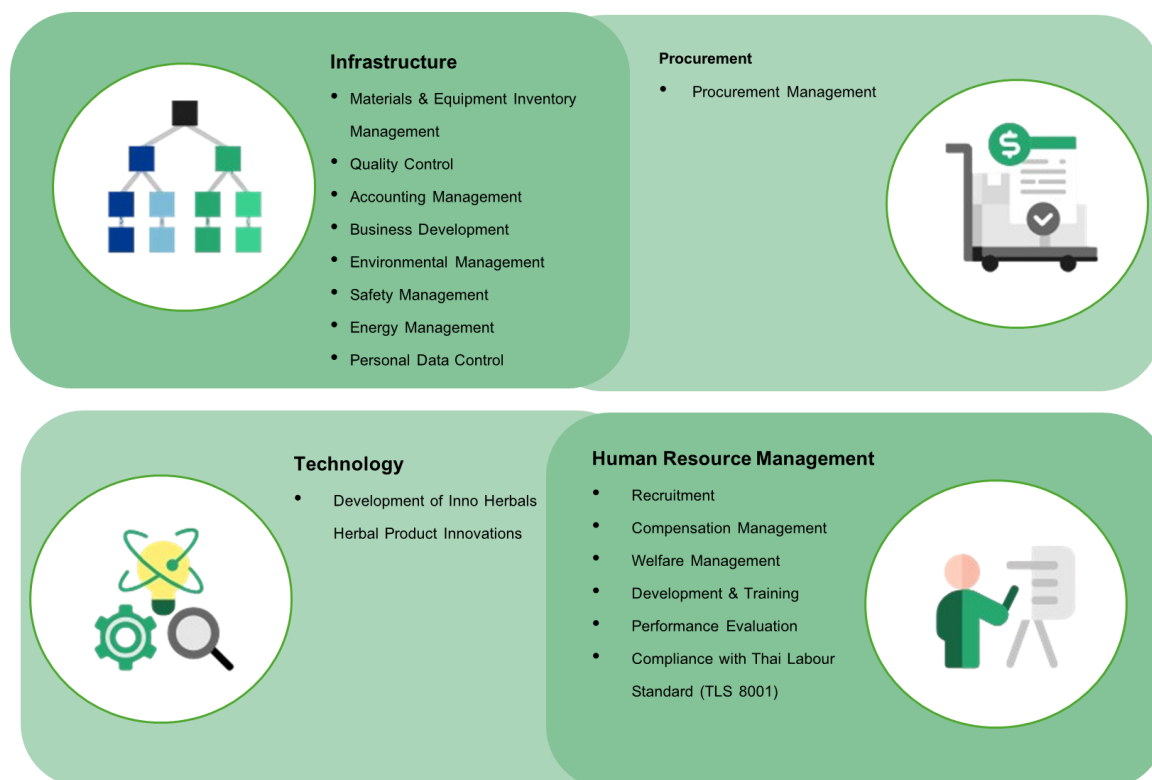 Infrastructure
• Materials & Equipment Inventory
Management
• Quality Control
• Accounting Management
• Business Development
• Environmental Management
• Safety Management
• Energy Management
• Personal Data Control
Procurement
• Procurement Management
$
Technology
• Development of Inno Herbals
Herbal Product Innovations
Human Resource Management
• Recruitment
• Compensation Management
• Welfare Management
• Development & Training
• Performance Evaluation
• Compliance with Thai Labour
Standard (TLS 8001)